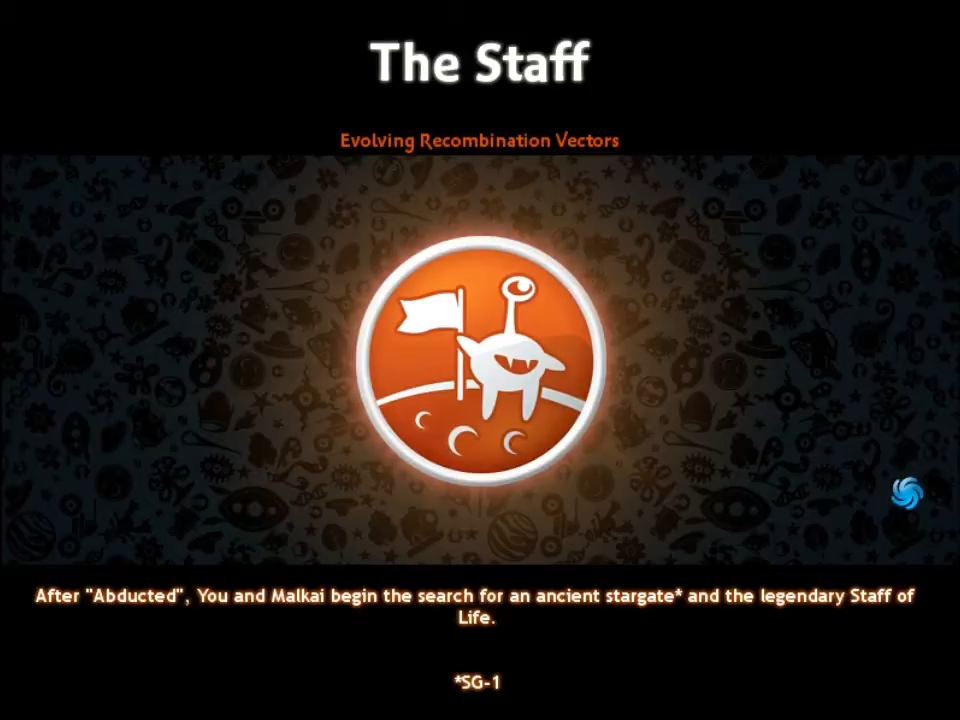 The Staff
Evolving Recombination Vectors
After "Abducted", You and Malkai begin the search for an ancient stargate* and the legendary Staff of
Life.
*SG-1